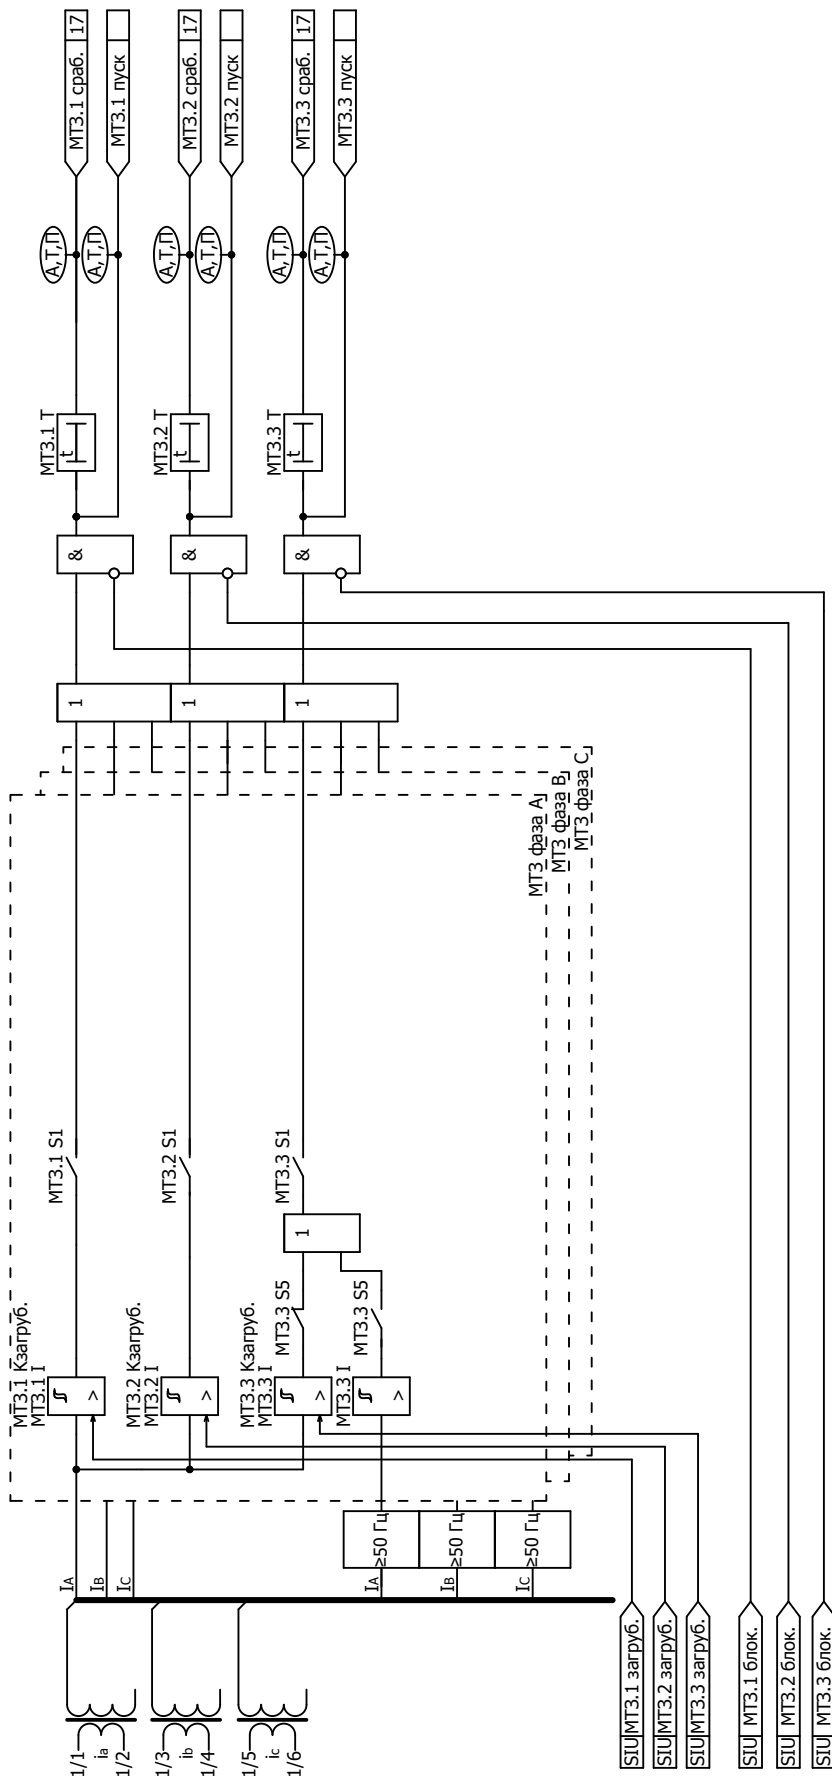 МТЗ.1 сраб. 17
МТЗ.1 пуск
МТЗ.2 сраб. 17
МТЗ.2 пуск
МТЗ.3 сраб. 17
МТЗ.3 пуск
А,Т,П
А,Т,П
А,Т,П
А,Т,П
А,Т,П
А,Т,П
МТЗ.1 Т
t
МТЗ.2 Т
t
МТЗ.3 Т
t
&
&
&
1
1
1
МТЗ фаза А
МТЗ фаза В
МТЗ фаза С
МТЗ.1 S1
МТЗ.2 S1
МТЗ.3 S1
1
МТЗ.3 S5
МТЗ.3 S5
МТЗ.1 Кзагруб.
МТЗ.1 I
>
МТЗ.2 Кзагруб.
МТЗ.2 I
>
МТЗ.3 Кзагруб.
МТЗ.3 I
>
МТЗ.3 I
>
≥50 Гц
≥50 Гц
≥50 Гц
IA
IB
IC
IA
IB
IC
1/1
ia
1/2
1/3
ib
1/4
1/5
ic
1/6
SIU МТЗ.1 загруб.
SIU МТЗ.2 загруб.
SIU МТЗ.3 загруб.
SIU МТЗ.1 блок.
SIU МТЗ.2 блок.
SIU МТЗ.3 блок.